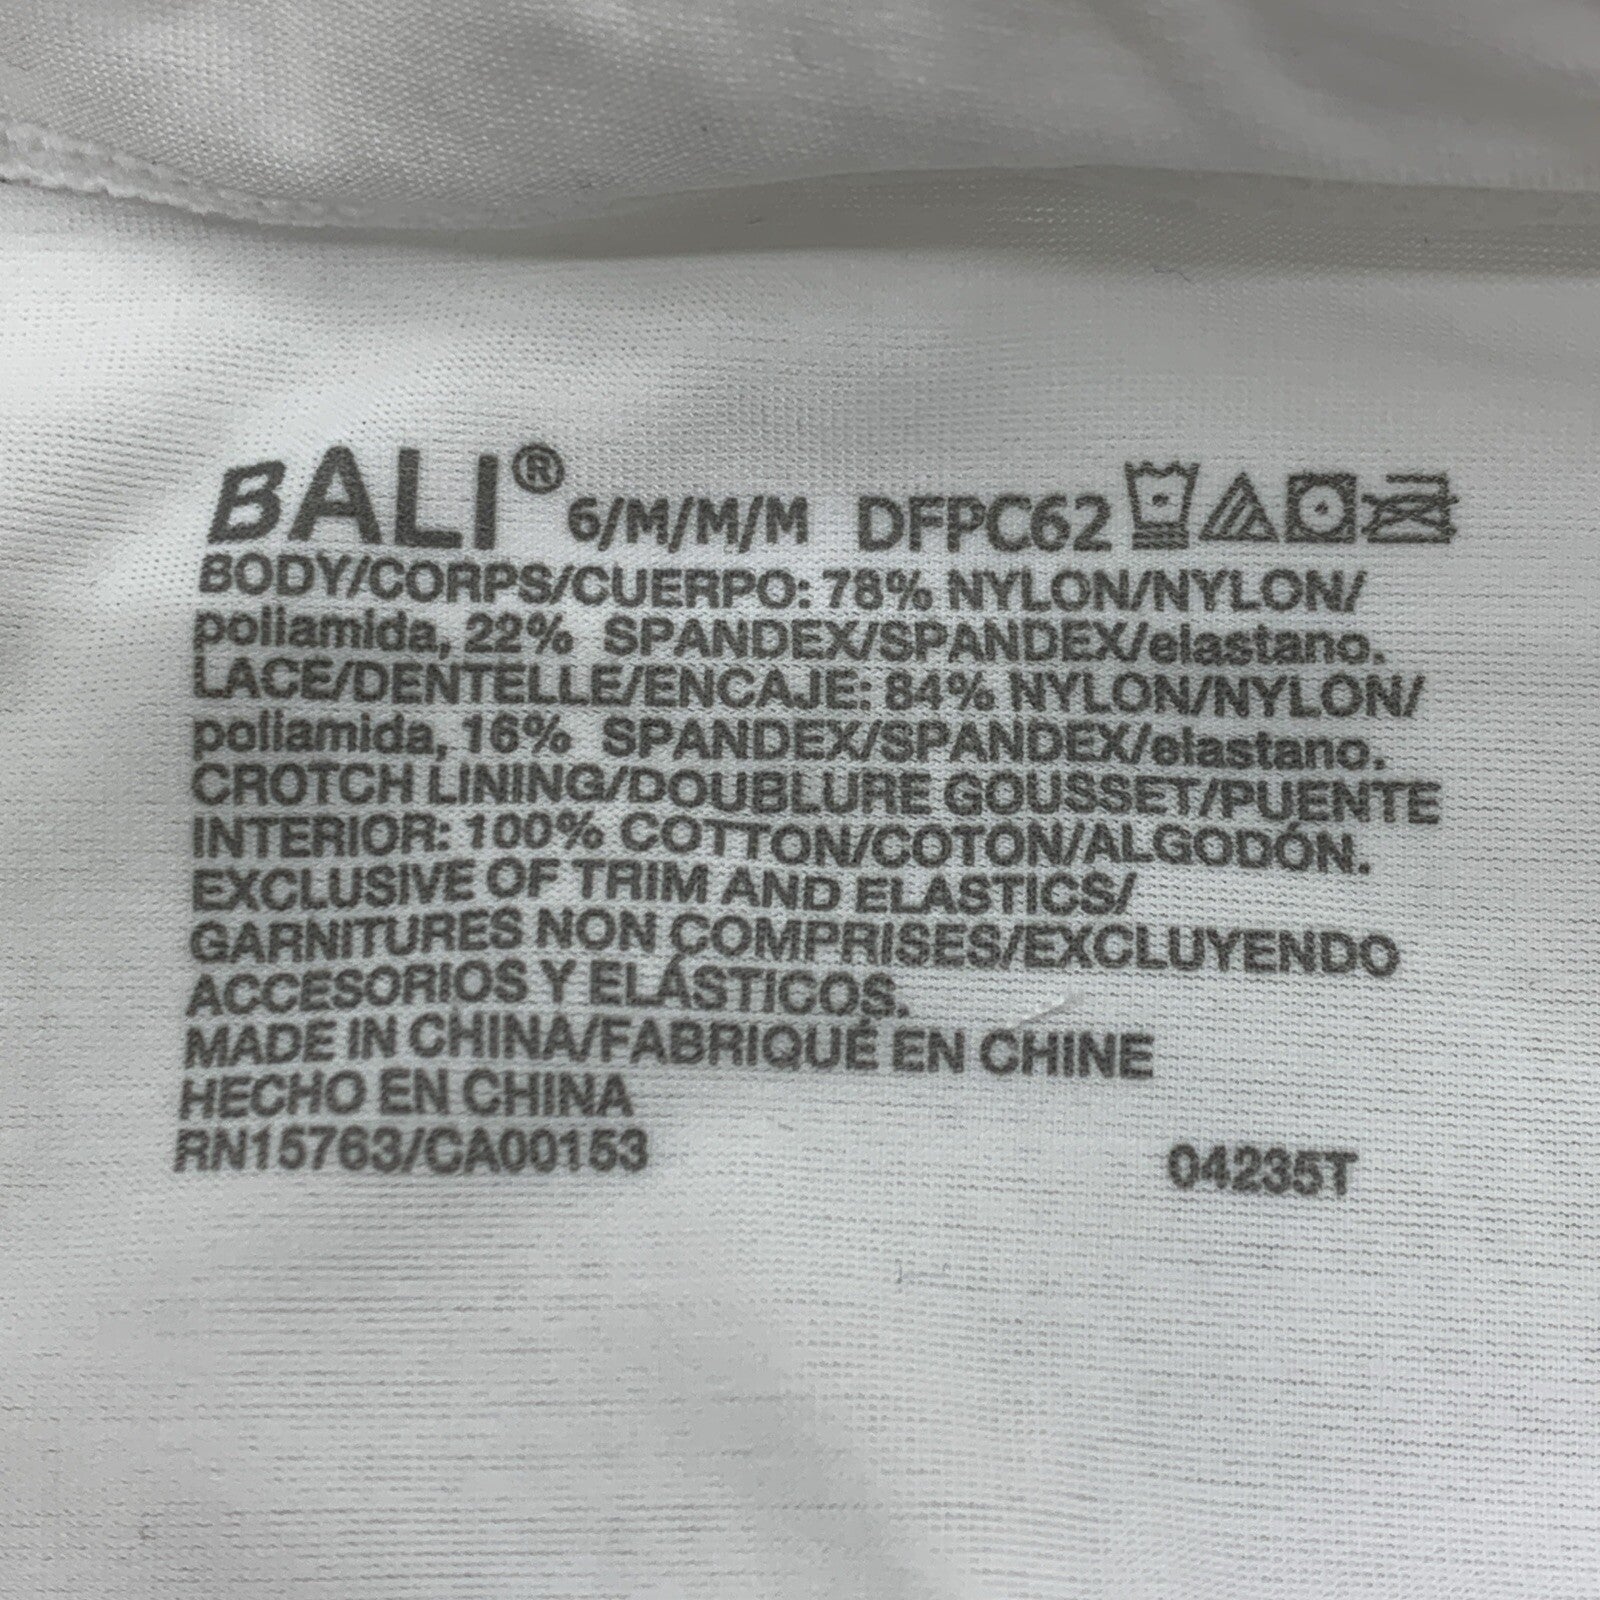 BALI® 6/M/M/M DFPC62
BODY/CORPS/CUERPO: 78% NYLON/NYLON/
poliamida, 22% SPANDEX/SPANDEX/elastano.
LACE/DENTELLE/ENCAJE: 84% NYLON/NYLON/
poliamida, 16% SPANDEX/SPANDEX/elastano.
CROTCH LINING/DOUBLURE GOUSSET/PUENTE
INTERIOR: 100% COTTON/COTON/ALGODÓN.
EXCLUSIVE OF TRIM AND ELASTICS/
GARNITURES NON COMPRISES/EXCLUYENDO
ACCESORIOS Y ELÁSTICOS.
MADE IN CHINA/FABRIQUÉ EN CHINE
HECHO EN CHINA
RN15763/CA00153 04235T